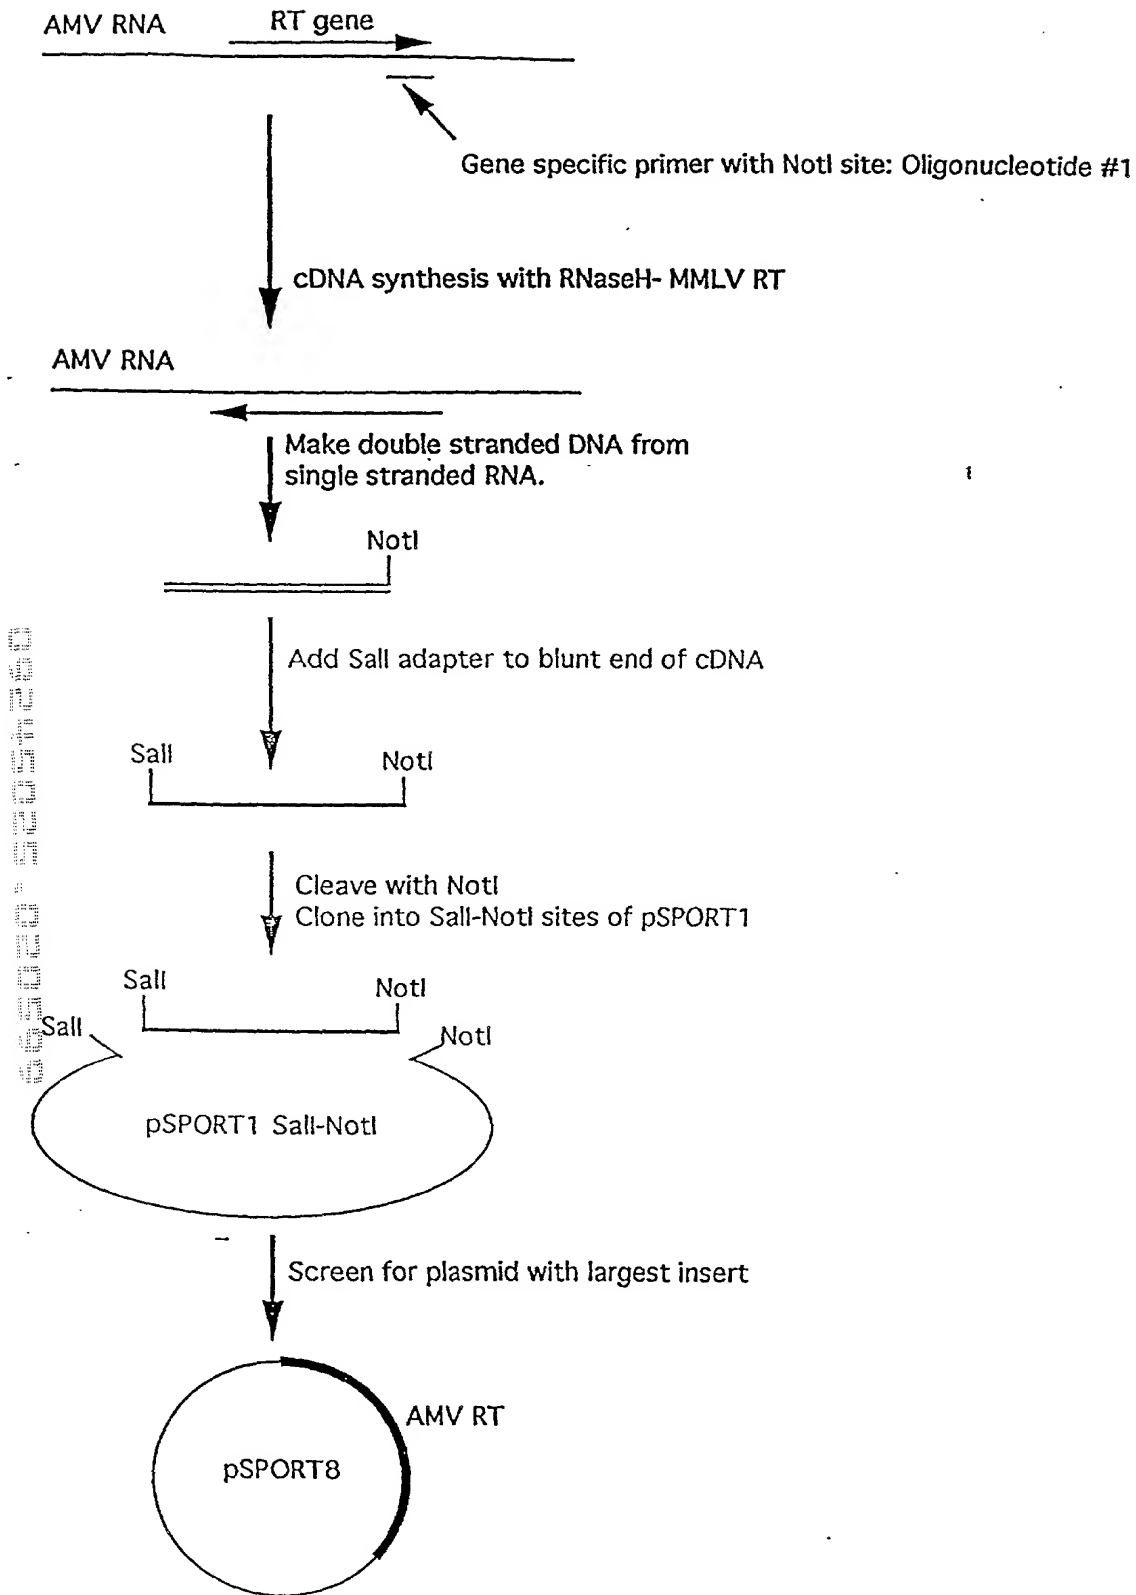 AMV RNA
RT gene
Gene specific primer with NotI site: Oligonucleotide #1
cDNA synthesis with RNaseH- MMLV RT
AMV RNA
Make double stranded DNA from
single stranded RNA.
NotI
Add SalI adapter to blunt end of cDNA
SalI
NotI
Cleave with NotI
Clone into SalI-NotI sites of pSPORT1
SalI
NotI
SalI
NotI
pSPORT1 SalI-NotI
Screen for plasmid with largest insert
AMV RT
pSPORT8